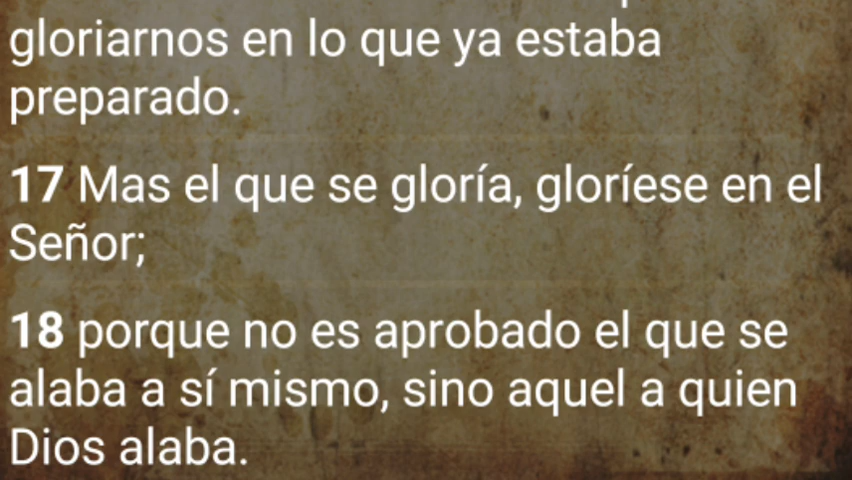 gloriarnos en lo que ya estaba
preparado.
17 Mas el que se gloría, gloríese en el
Señor;
18 porque no es aprobado el que se
alaba a sí mismo, sino aquel a quien
Dios alaba.